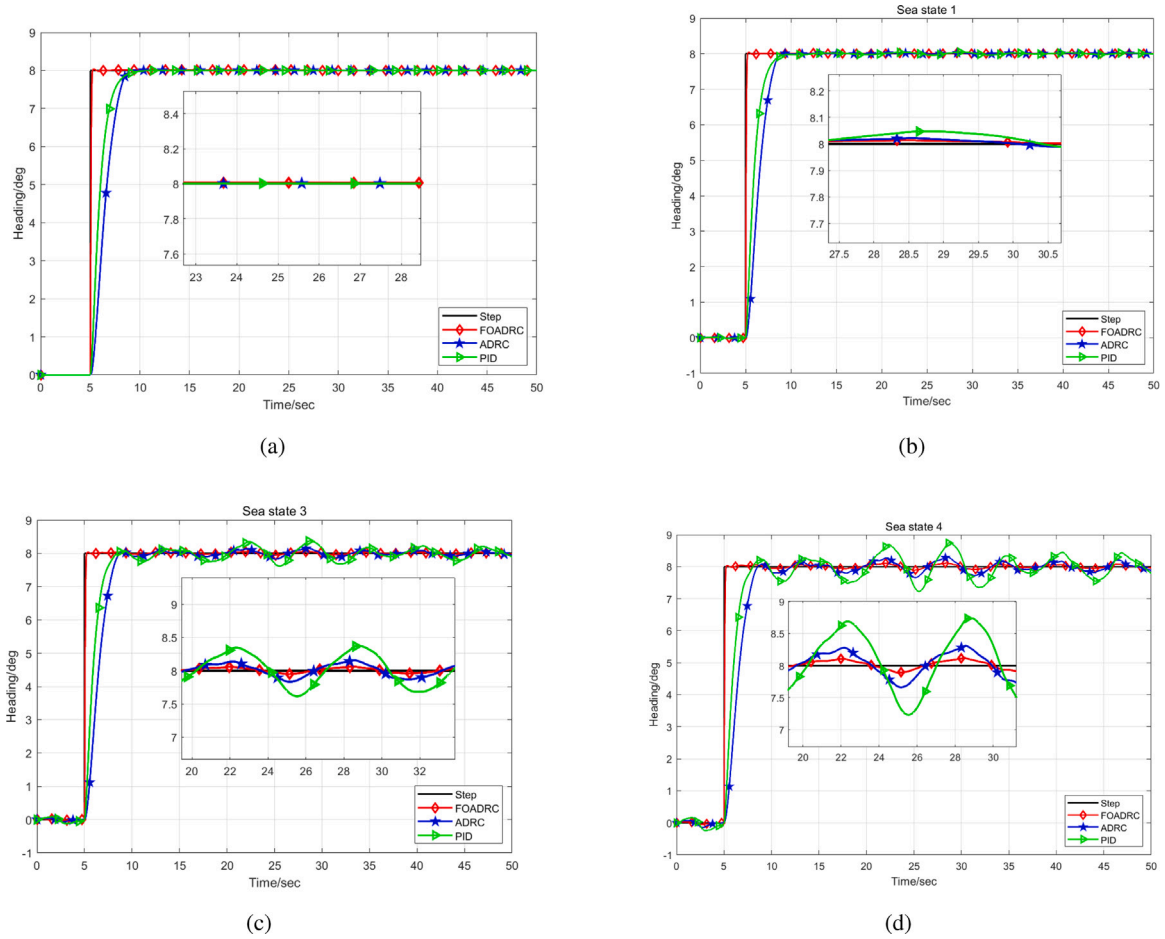 9
8
7
6
5
4
3
2
1
0
Heading/deg
8.4
8.2
8
7.8
7.6
23 24 25 26 27 28
Step
FOADRC
ADRC
PID
0 5 10 15 20 25 30 35 40 45 50
Time/sec
(a)
Sea state 1
9
8
7
6
5
4
3
2
1
0
-1
Heading/deg
8.2
8.1
8
7.9
7.8
7.7
27.5 28 28.5 29 29.5 30 30.5
Step
FOADRC
ADRC
PID
0 5 10 15 20 25 30 35 40 45 50
Time/sec
(b)
Sea state 3
9
8
7
6
5
4
3
2
1
0
-1
Heading/deg
9
8.5
8
7.5
7
20 22 24 26 28 30 32
Step
FOADRC
ADRC
PID
0 5 10 15 20 25 30 35 40 45 50
Time/sec
(c)
Sea state 4
9
8
7
6
5
4
3
2
1
0
-1
Heading/deg
9
8.5
8
7.5
7
20 22 24 26 28 30
Step
FOADRC
ADRC
PID
0 5 10 15 20 25 30 35 40 45 50
Time/sec
(d)